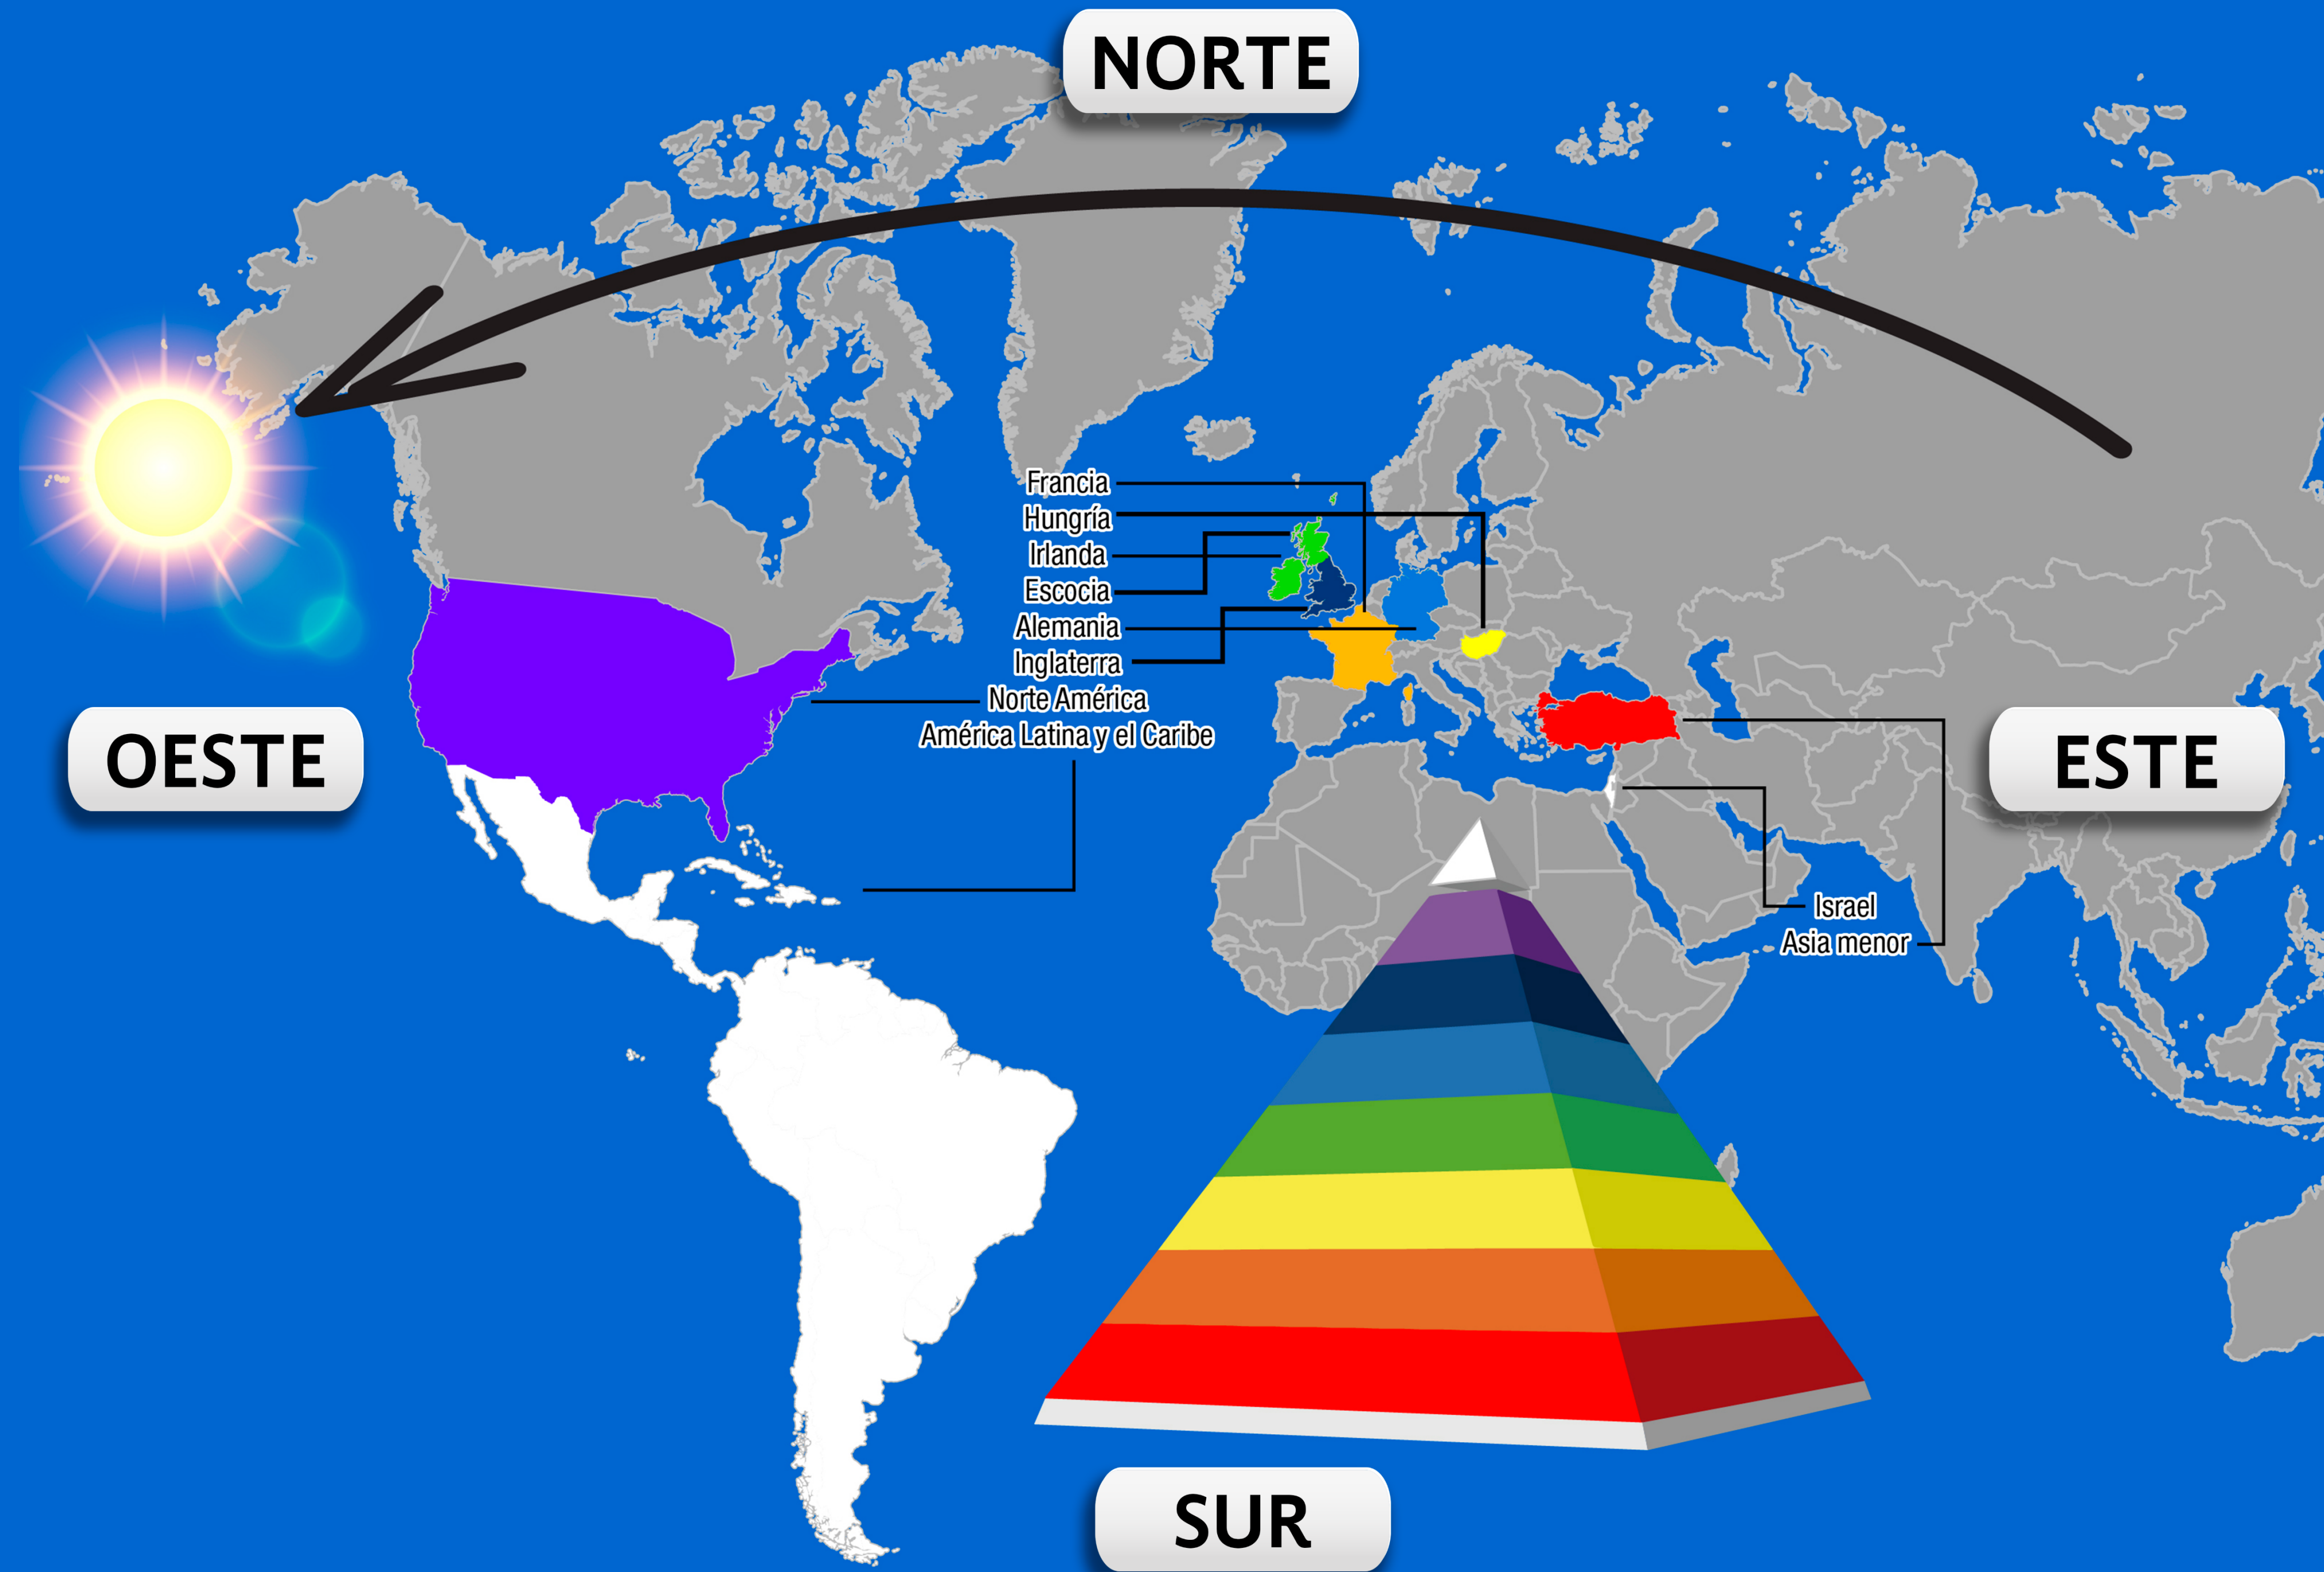 NORTE
Francia
Hungría
Irlanda
Escocia
Alemania
Inglaterra
Norte América
América Latina y el Caribe
OESTE
ESTE
Israel
Asia menor
SUR